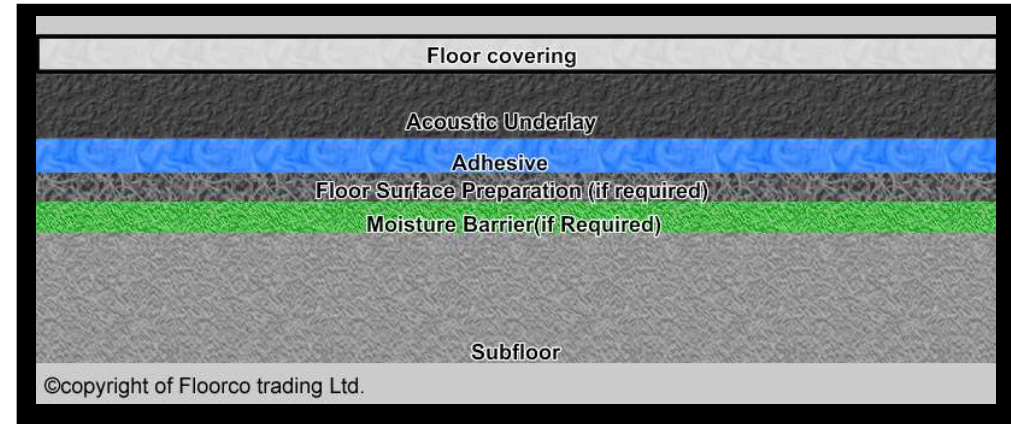 Floor covering
Acoustic Underlay
Adhesive
Floor Surface Preparation (if required)
Moisture Barrier(if Required)
Subfloor
©copyright of Floorco trading Ltd.